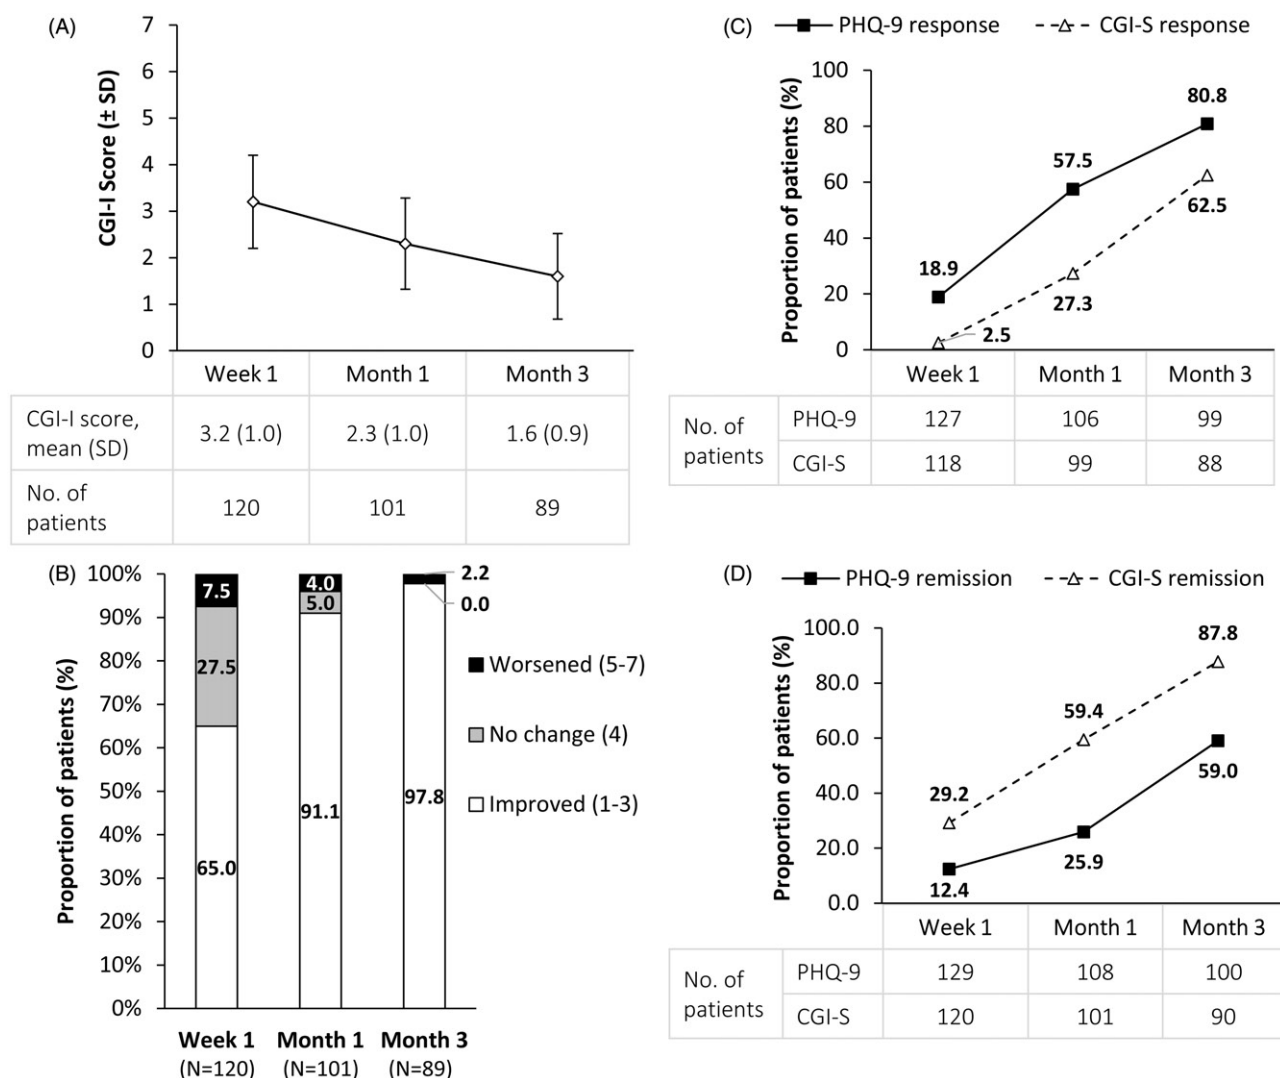 (A)
7
6
5
4
3
2
1
0
CGI-I Score (± SD)
Week 1 Month 1 Month 3
CGI-I score,
mean (SD)
3.2 (1.0) 2.3 (1.0) 1.6 (0.9)
No. of
patients
120 101 89
(B)
100%
90%
80%
70%
60%
50%
40%
30%
20%
10%
0%
Proportion of patients (%)
7.5
27.5
65.0
4.0
5.0
91.1
2.2
0.0
97.8
Worsened (5-7)
No change (4)
Improved (1-3)
Week 1 Month 1 Month 3
(N=120) (N=101) (N=89)
(C)
PHQ-9 response CGI-S response
100
80
60
40
20
0
Proportion of patients (%)
18.9
57.5
80.8
2.5
27.3
62.5
Week 1 Month 1 Month 3
No. of
patients
PHQ-9 127 106 99
CGI-S 118 99 88
(D)
PHQ-9 remission CGI-S remission
100.0
80.0
60.0
40.0
20.0
0.0
Proportion of patients (%)
29.2
59.4
87.8
12.4
25.9
59.0
Week 1 Month 1 Month 3
No. of
patients
PHQ-9 129 108 100
CGI-S 120 101 90